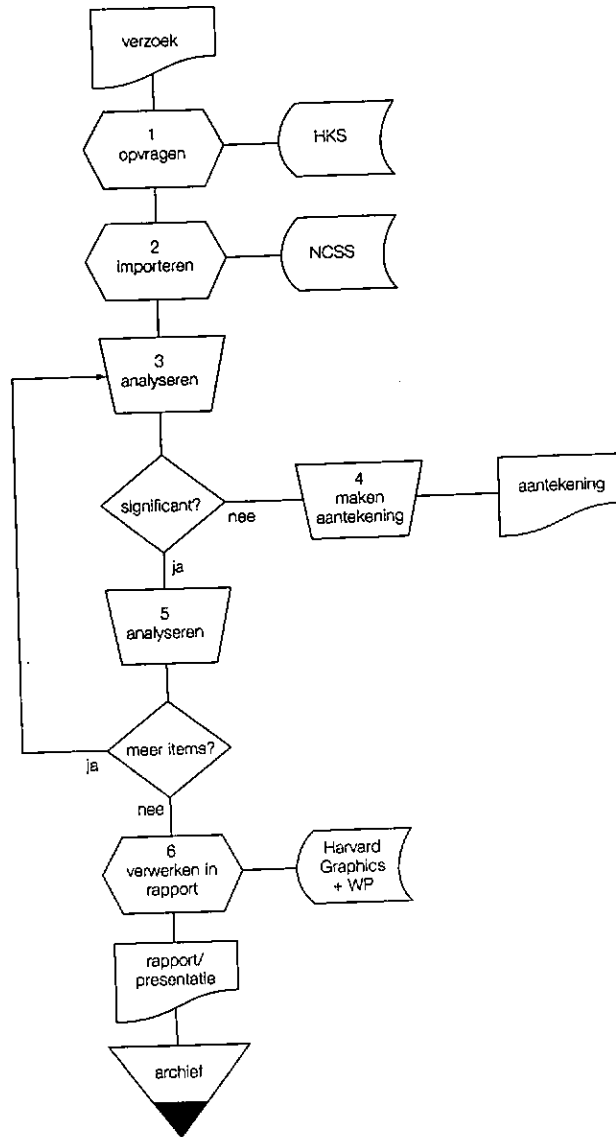 verzoek
1
opvragen
HKS
2
importeren
NCSS
3
analyseren
significant?
nee
4
maken
aantekening
aantekening
ja
5
analyseren
meer items?
ja
nee
6
verwerken in
rapport
Harvard
Graphics
+ WP
rapport/
presentatie
archief